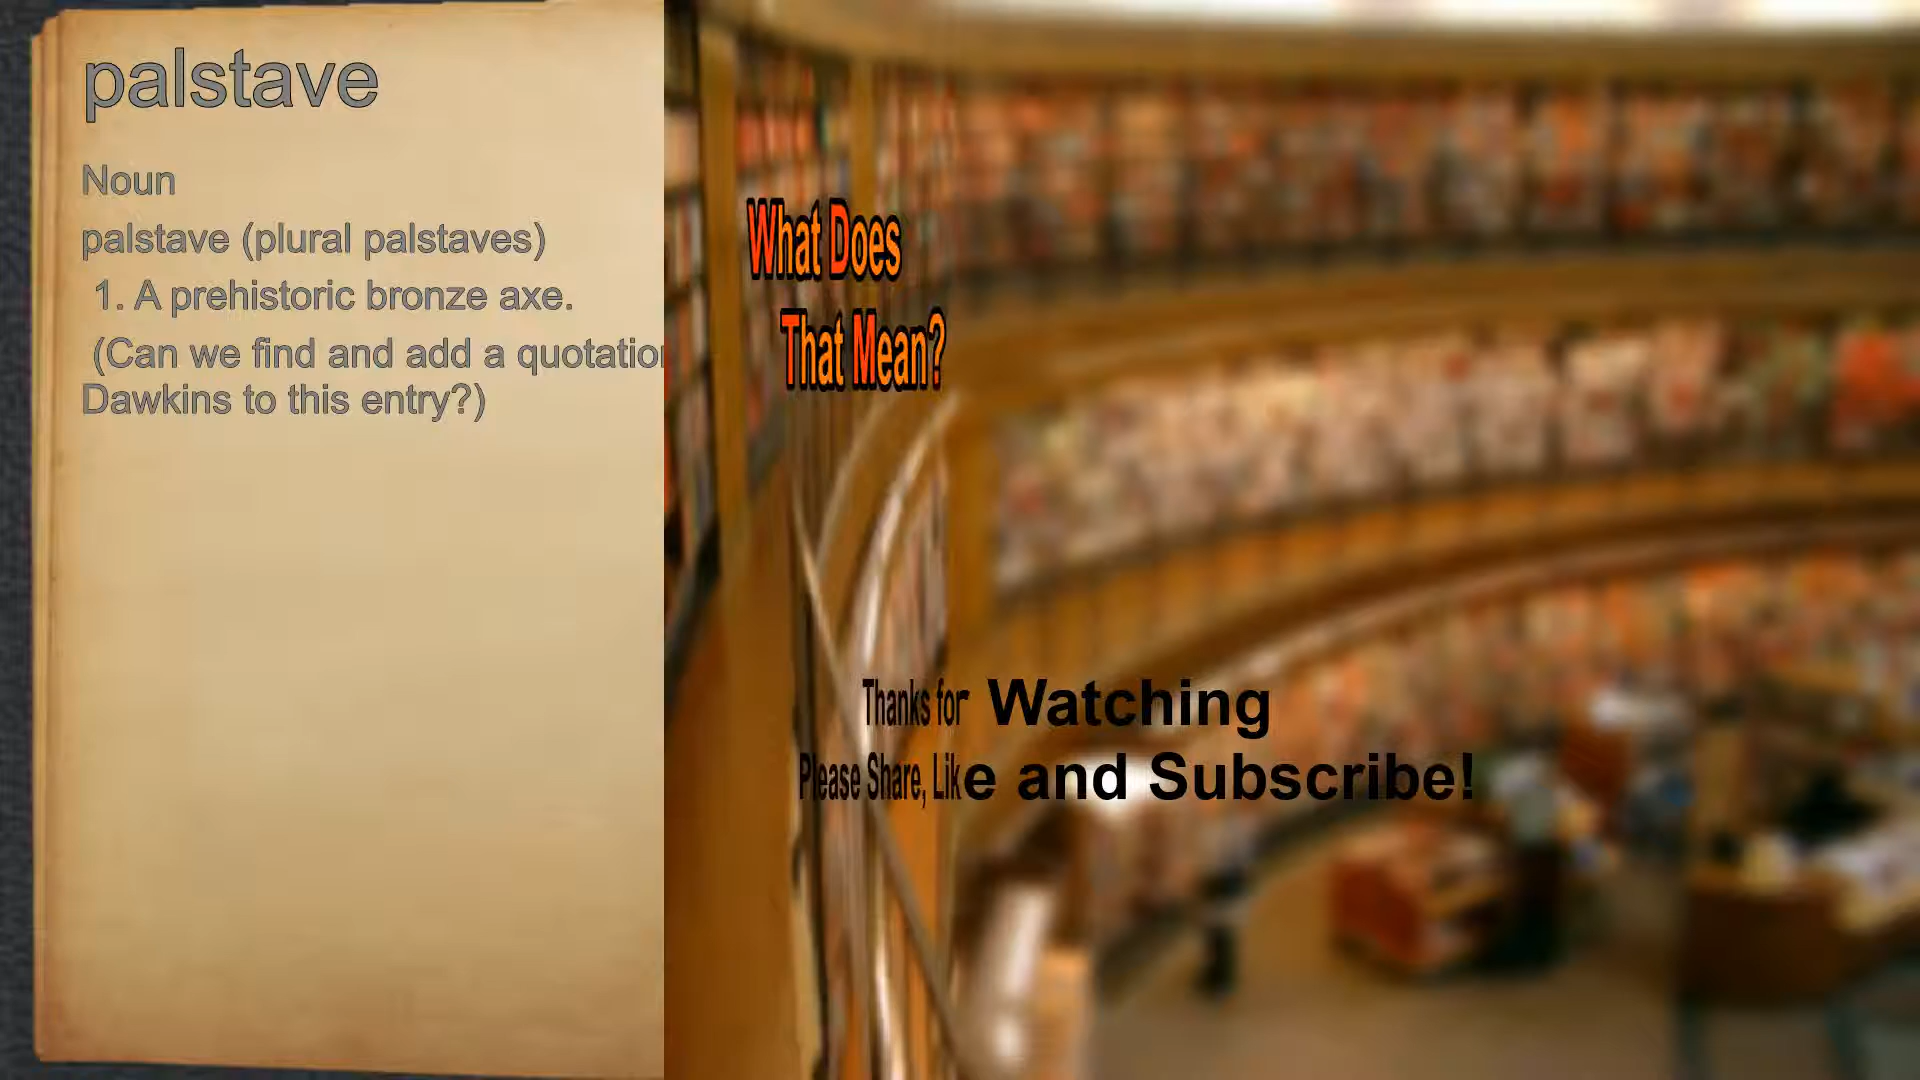 palstave
Noun
palstave (plural palstaves)
1. A prehistoric bronze axe.
(Can we find and add a quotation
Dawkins to this entry?)
What Does
That Mean?
Thanks for Watching
Please Share, Like and Subscribe!